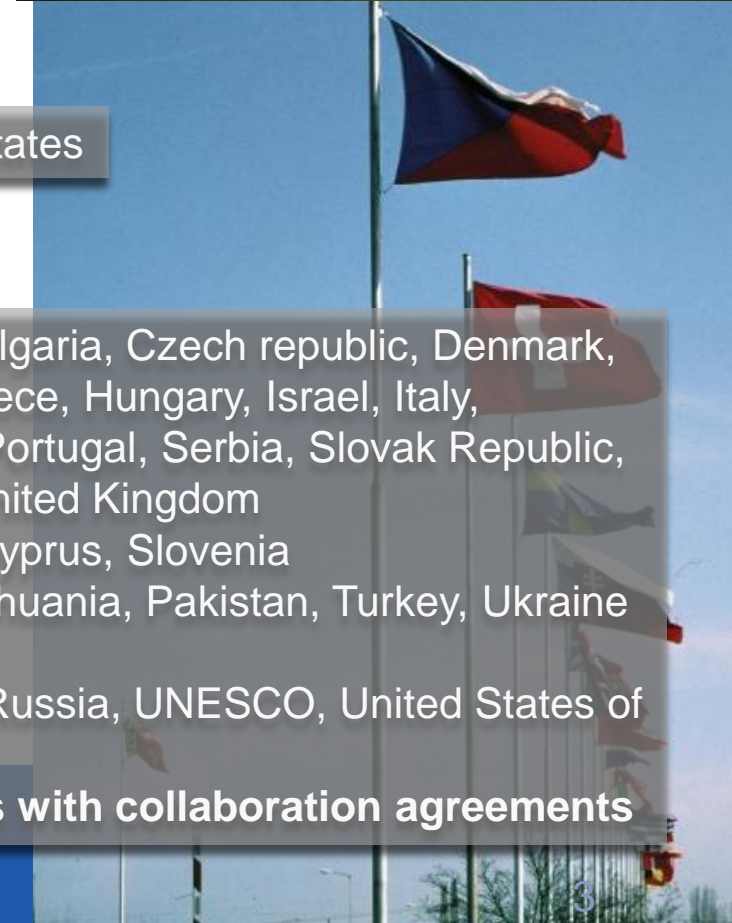 tates
lgaria, Czech republic, Denmark,
ece, Hungary, Israel, Italy,
Portugal, Serbia, Slovak Republic,
nited Kingdom
yprus, Slovenia
huania, Pakistan, Turkey, Ukraine
Russia, UNESCO, United States of
s with collaboration agreements
3